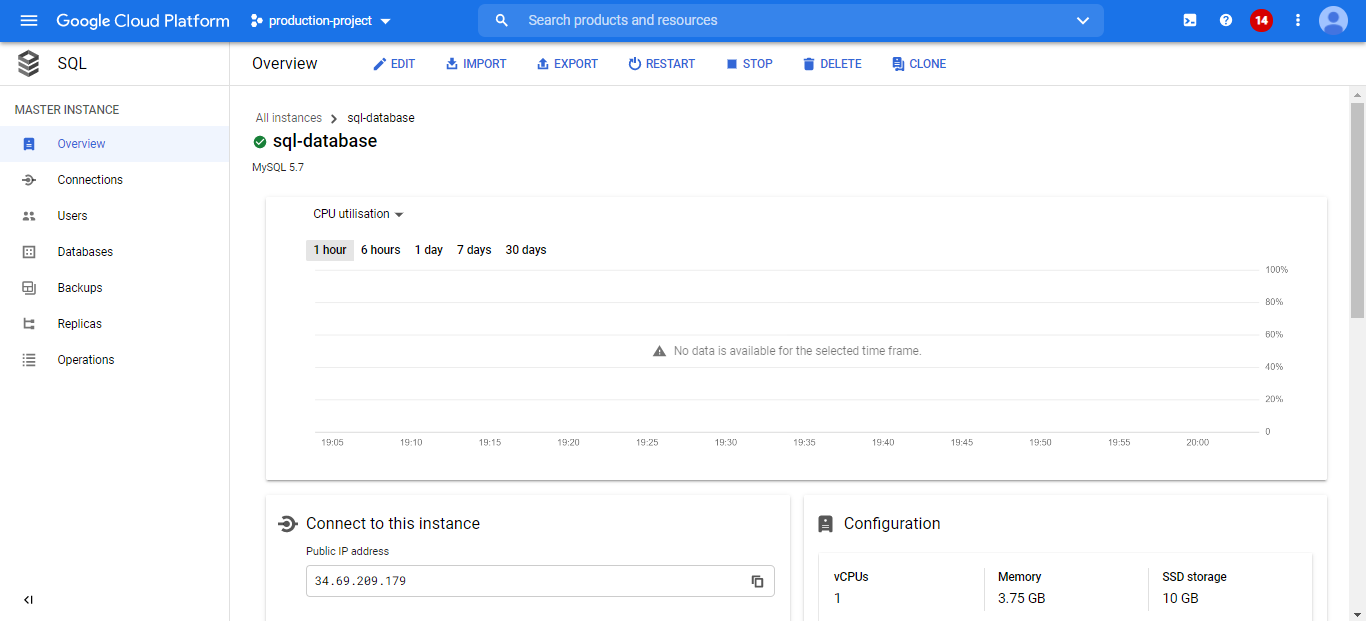 Google Cloud Platform production-project Search products and resources 14
SQL Overview EDIT IMPORT EXPORT RESTART STOP DELETE CLONE
MASTER INSTANCE
Overview
Connections
Users
Databases
Backups
Replicas
Operations
All instances sql-database
sql-database
MySQL 5.7
CPU utilisation
1 hour 6 hours 1 day 7 days 30 days
100%
80%
60%
No data is available for the selected time frame.
40%
20%
0
19:05 19:10 19:15 19:20 19:25 19:30 19:35 19:40 19:45 19:50 19:55 20:00
Connect to this instance
Public IP address
34.69.209.179
Configuration
vCPUs Memory SSD storage
1 3.75 GB 10 GB